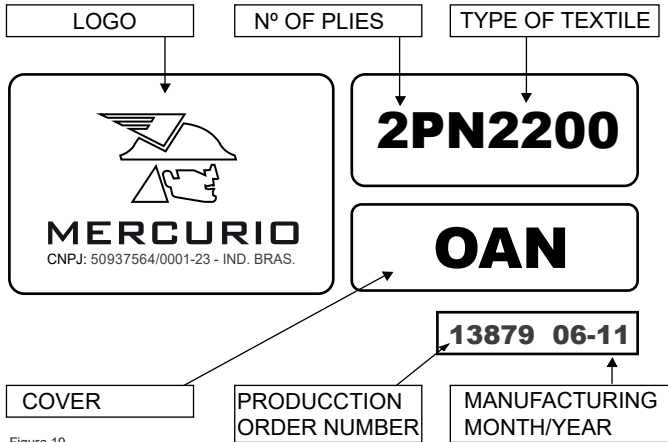 LOGO
Nº OF PLIES
TYPE OF TEXTILE
2PN2200
MERCURIO
CNPJ: 50937564/0001-23 - IND. BRAS.
OAN
13879 06-11
COVER
PRODUCCTION
ORDER NUMBER
MANUFACTURING
MONTH/YEAR
Figure 19